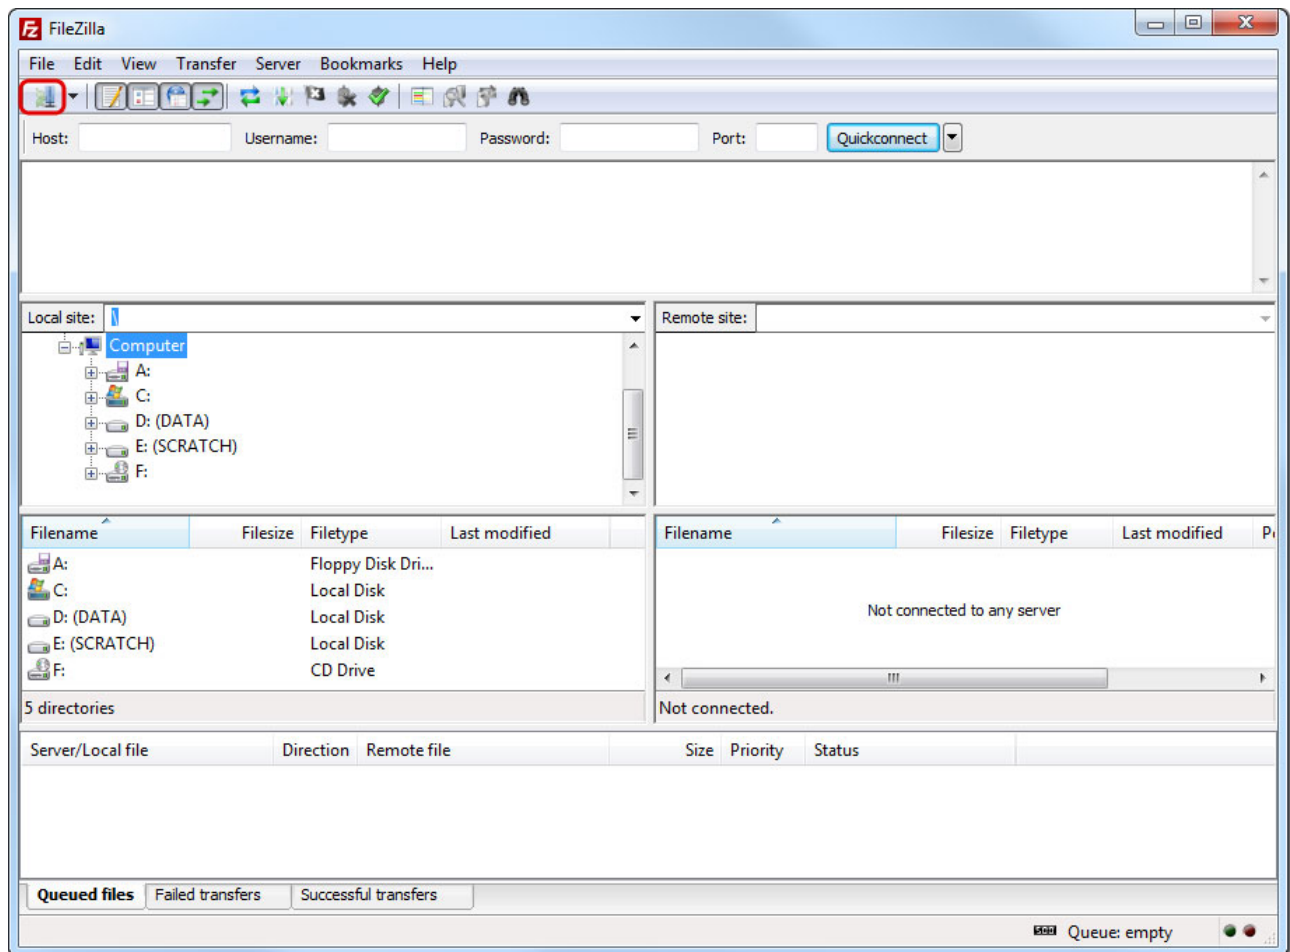 FileZilla
File Edit View Transfer Server Bookmarks Help
Host: Username: Password: Port: Quickconnect
Local site: \
Remote site:
Computer
A:
C:
D: (DATA)
E: (SCRATCH)
F:
Filename Filesize Filetype Last modified
A: Floppy Disk Dri...
C: Local Disk
D: (DATA) Local Disk
E: (SCRATCH) Local Disk
F: CD Drive
5 directories
Filename Filesize Filetype Last modified
Not connected to any server
Not connected.
Server/Local file Direction Remote file Size Priority Status
Queued files Failed transfers Successful transfers
Queue: empty